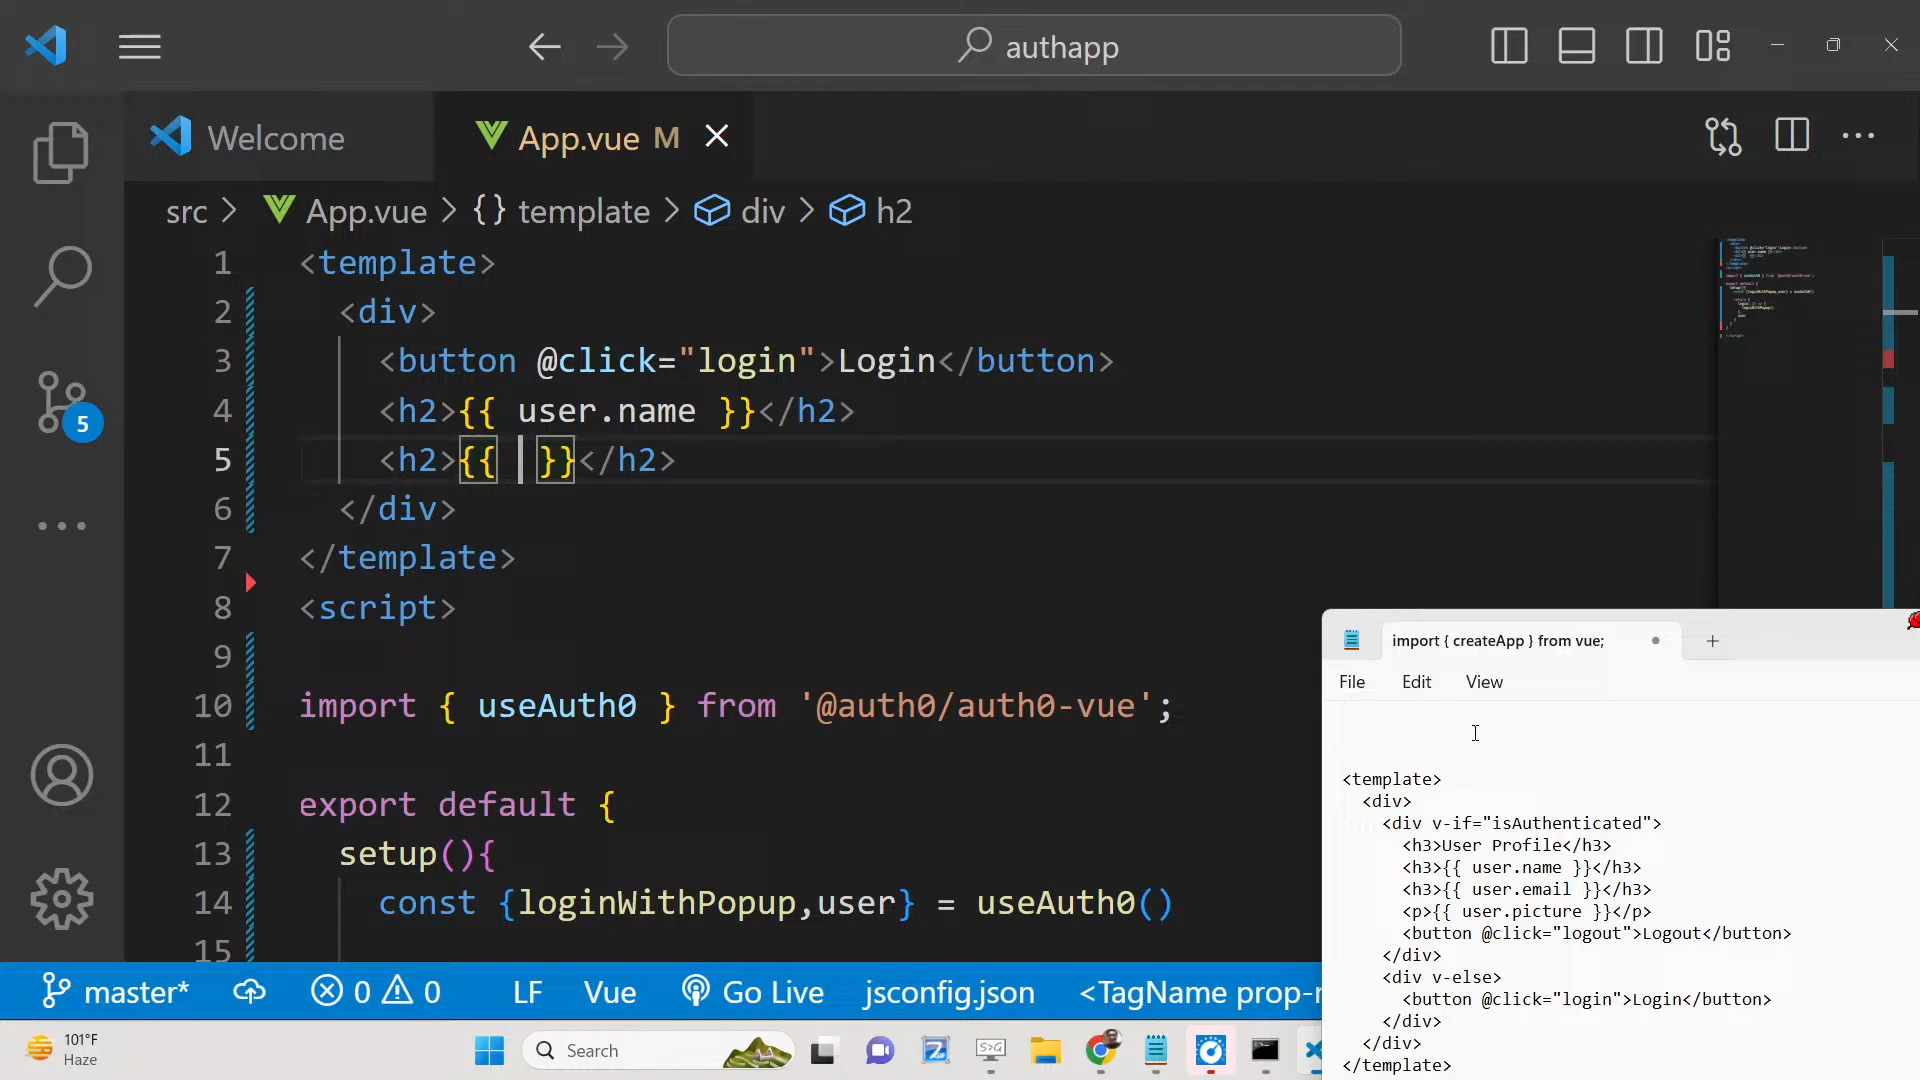 authapp
Welcome
App.vue M
src > App.vue > {} template > div > h2
1 <template>
2 <div>
3 <button @click="login">Login</button>
4 <h2>{{ user.name }}</h2>
5 <h2>{{ }}</h2>
6 </div>
7 </template>
8 <script>
9
10 import { useAuth0 } from '@auth0/auth0-vue';
11
12 export default {
13 setup(){
14 const {loginWithPopup,user} = useAuth0()
15
5
master*
0 0
LF
Vue
Go Live
jsconfig.json
<TagName prop-
import { createApp } from vue;
File Edit View
<template>
<div>
<div v-if="isAuthenticated">
<h3>User Profile</h3>
<h3>{{ user.name }}</h3>
<h3>{{ user.email }}</h3>
<p>{{ user.picture }}</p>
<button @click="logout">Logout</button>
</div>
<div v-else>
<button @click="login">Login</button>
</div>
</div>
</template>
101°F
Haze
Search